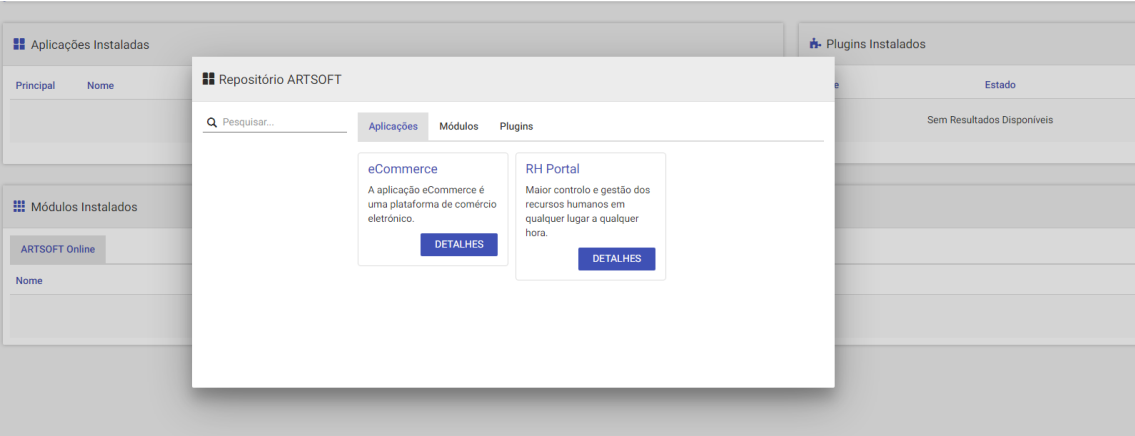 Aplicações Instaladas
Plugins Instalados
Repositório ARTSOFT
Principal Nome
Estado
Pesquisar...
Aplicações Módulos Plugins
Sem Resultados Disponíveis
eCommerce
A aplicação eCommerce é
uma plataforma de comércio
eletrónico.
DETALHES
RH Portal
Maior controlo e gestão dos
recursos humanos em
qualquer lugar a qualquer
hora.
DETALHES
Módulos Instalados
ARTSOFT Online
Nome